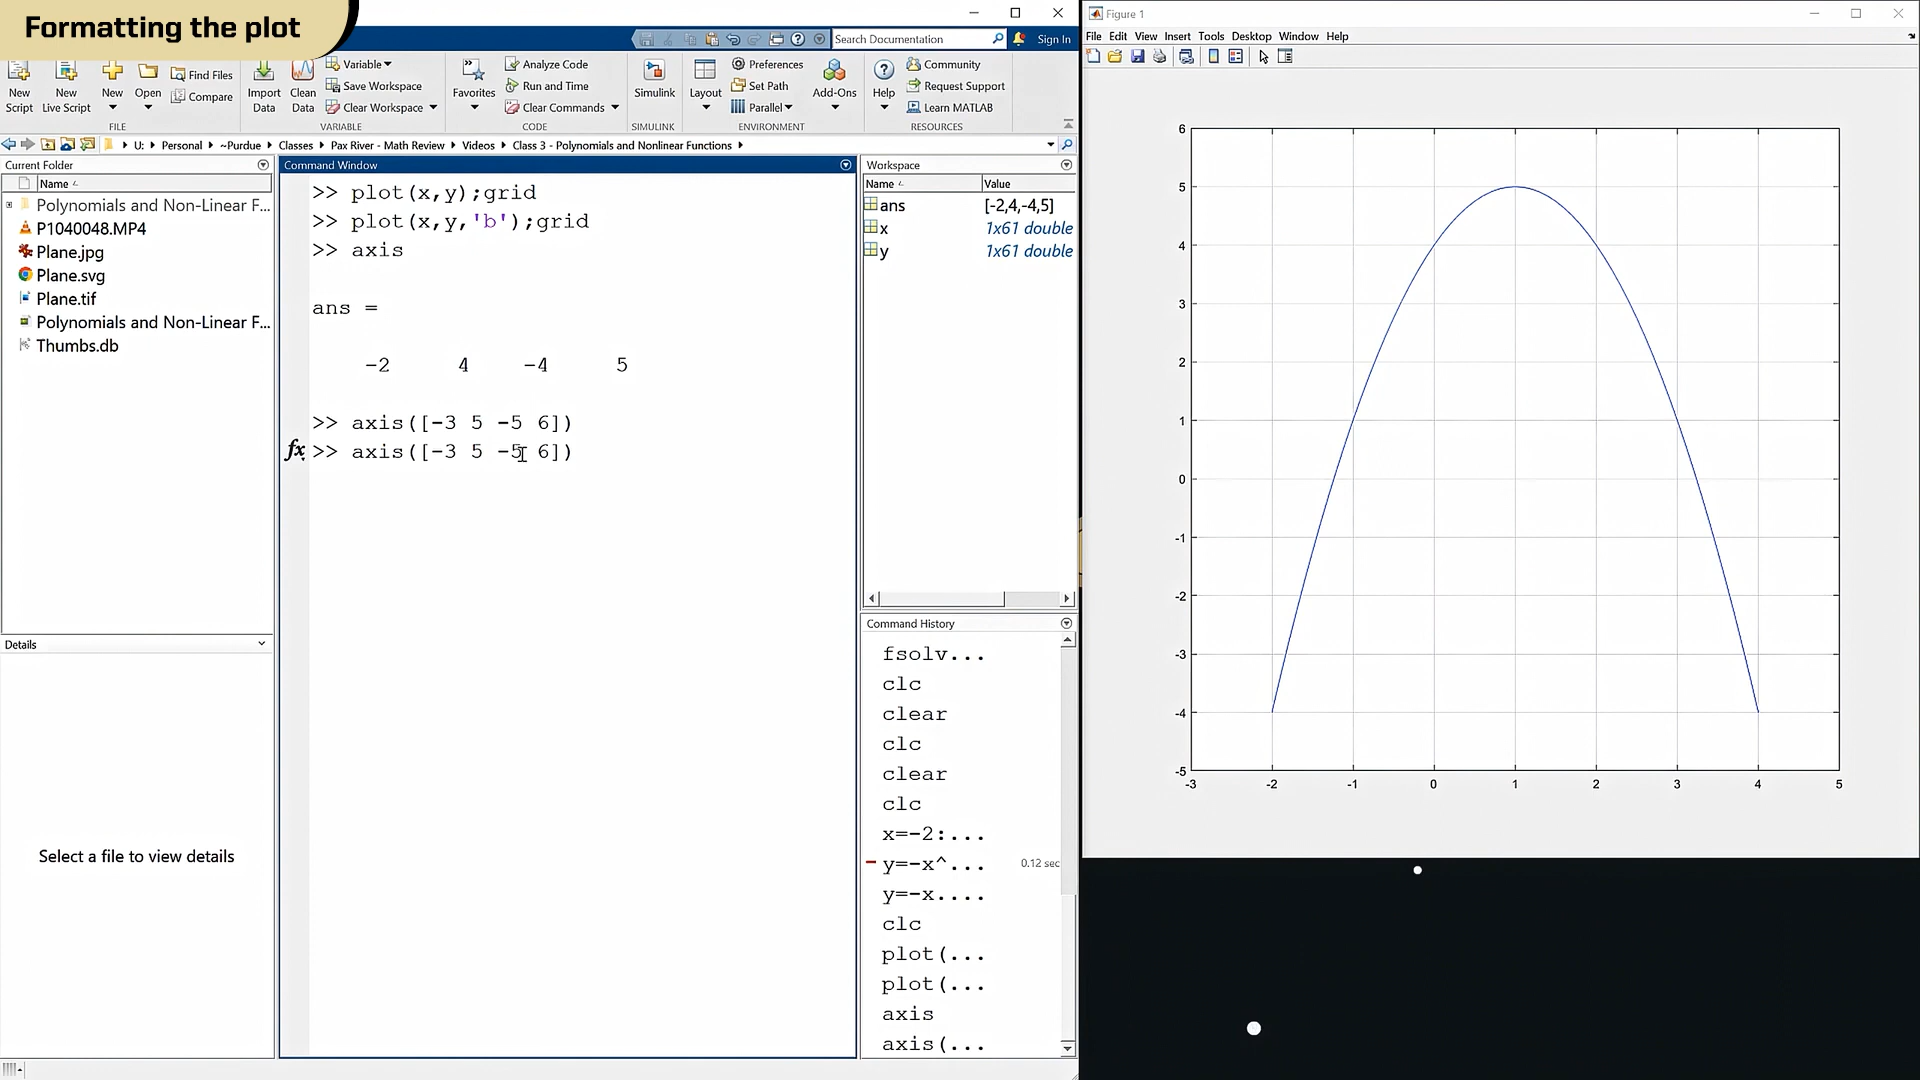 Formatting the plot
Search Documentation
Sign In
New Script
New Live Script
New
Open
Find Files
Compare
Import Data
Clean Data
Variable
Save Workspace
Clear Workspace
Favorites
Analyze Code
Run and Time
Clear Commands
Simulink
Layout
Preferences
Set Path
Parallel
Add-Ons
Help
Community
Request Support
Learn MATLAB
FILE
VARIABLE
CODE
SIMULINK
ENVIRONMENT
RESOURCES
U: Personal ~Purdue Classes Pax River - Math Review Videos Class 3 - Polynomials and Nonlinear Functions
Current Folder
Name
Polynomials and Non-Linear F...
P1040048.MP4
Plane.jpg
Plane.svg
Plane.tif
Polynomials and Non-Linear F...
Thumbs.db
Details
Select a file to view details
Command Window
>> plot(x,y);grid
>> plot(x,y,'b');grid
>> axis
ans =
-2 4 -4 5
>> axis([-3 5 -5 6])
fx >> axis([-3 5 -5 6])
Workspace
Name Value
ans [-2,4,-4,5]
x 1x61 double
y 1x61 double
Command History
fsolv...
clc
clear
clc
clear
clc
x=-2:...
y=-x^... 0.12 sec
y=-x....
clc
plot(...
plot(...
axis
axis(...
Figure 1
File Edit View Insert Tools Desktop Window Help
6
5
4
3
2
1
0
-1
-2
-3
-4
-5
-3 -2 -1 0 1 2 3 4 5